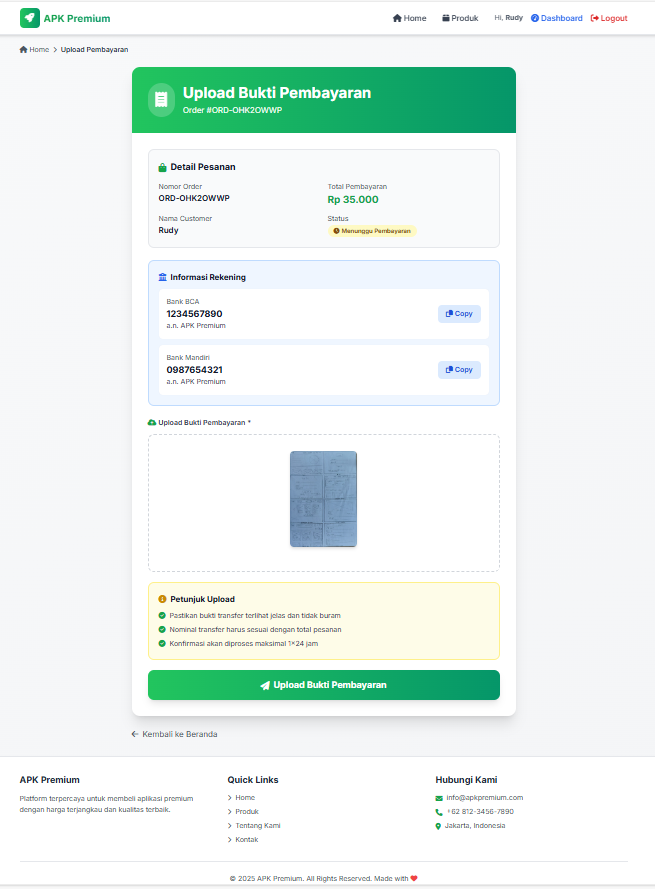 APK Premium
Home
Produk
Hi, Rudy
Dashboard
Logout
Home > Upload Pembayaran
Upload Bukti Pembayaran
Order #ORD-OHK2OWWP
Detail Pesanan
Nomor Order
ORD-OHK2OWWP
Total Pembayaran
Rp 35.000
Nama Customer
Rudy
Status
Menunggu Pembayaran
Informasi Rekening
Bank BCA
1234567890
a.n. APK Premium
Copy
Bank Mandiri
0987654321
a.n. APK Premium
Copy
Upload Bukti Pembayaran *
Petunjuk Upload
Pastikan bukti transfer terlihat jelas dan tidak buram
Nominal transfer harus sesuai dengan total pesanan
Konfirmasi akan diproses maksimal 1×24 jam
Upload Bukti Pembayaran
Kembali ke Beranda
APK Premium
Platform terpercaya untuk membeli aplikasi premium
dengan harga terjangkau dan kualitas terbaik.
Quick Links
Home
Produk
Tentang Kami
Kontak
Hubungi Kami
info@apkpremium.com
+62 812-3456-7890
Jakarta, Indonesia
© 2025 APK Premium. All Rights Reserved. Made with